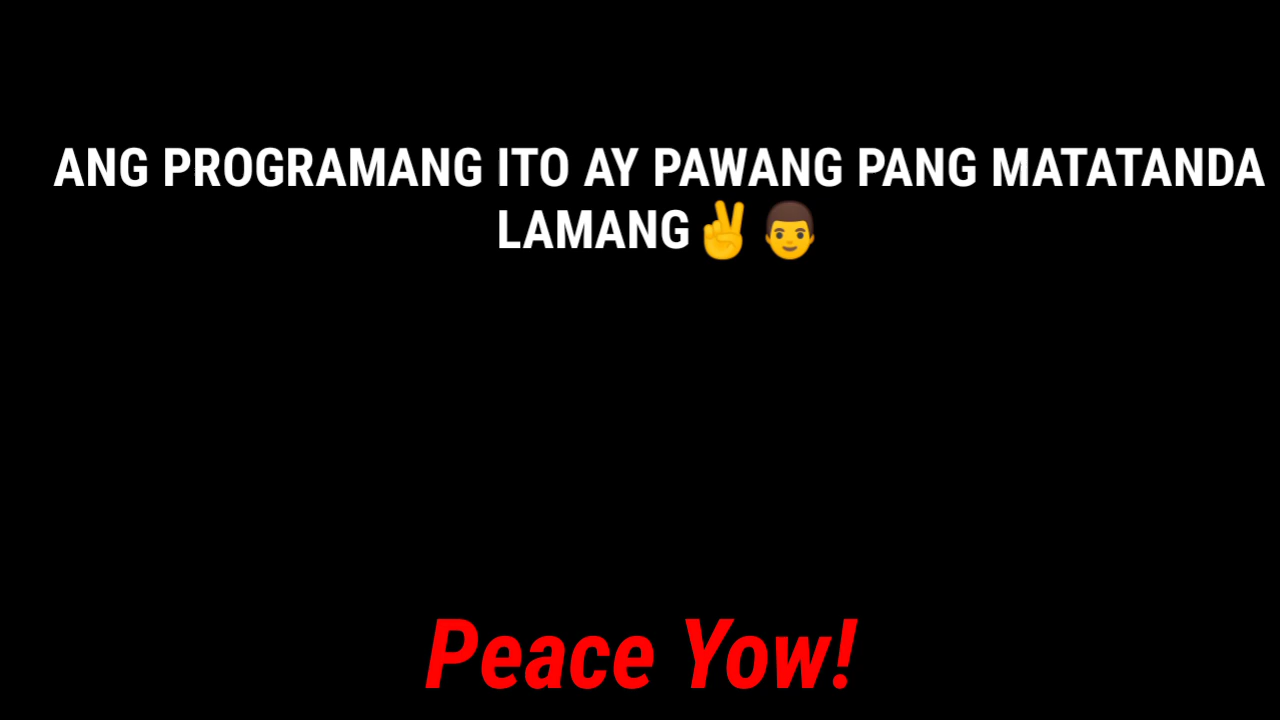 ANG PROGRAMANG ITO AY PAWANG PANG MATATANDA
LAMANG✌👨
Peace Yow!